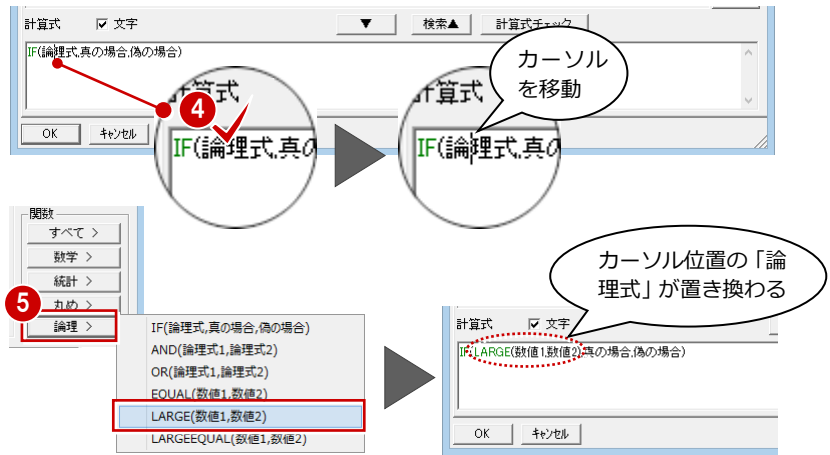 計算式
文字
▼
検索▲
計算式チェック
IF(論理式,真の場合,偽の場合)
OK
キャンセル
4
計算式
IF(論理式,真の
計算式
IF(論理式,真の
カーソル
を移動
関数
すべて >
数学 >
統計 >
丸め >
5
論理 >
IF(論理式,真の場合,偽の場合)
AND(論理式1,論理式2)
OR(論理式1,論理式2)
EQUAL(数値1,数値2)
LARGE(数値1,数値2)
LARGEEQUAL(数値1,数値2)
カーソル位置の「論
理式」が置き換わる
計算式
文字
IF(LARGE(数値1,数値2),真の場合,偽の場合)
OK
キャンセル